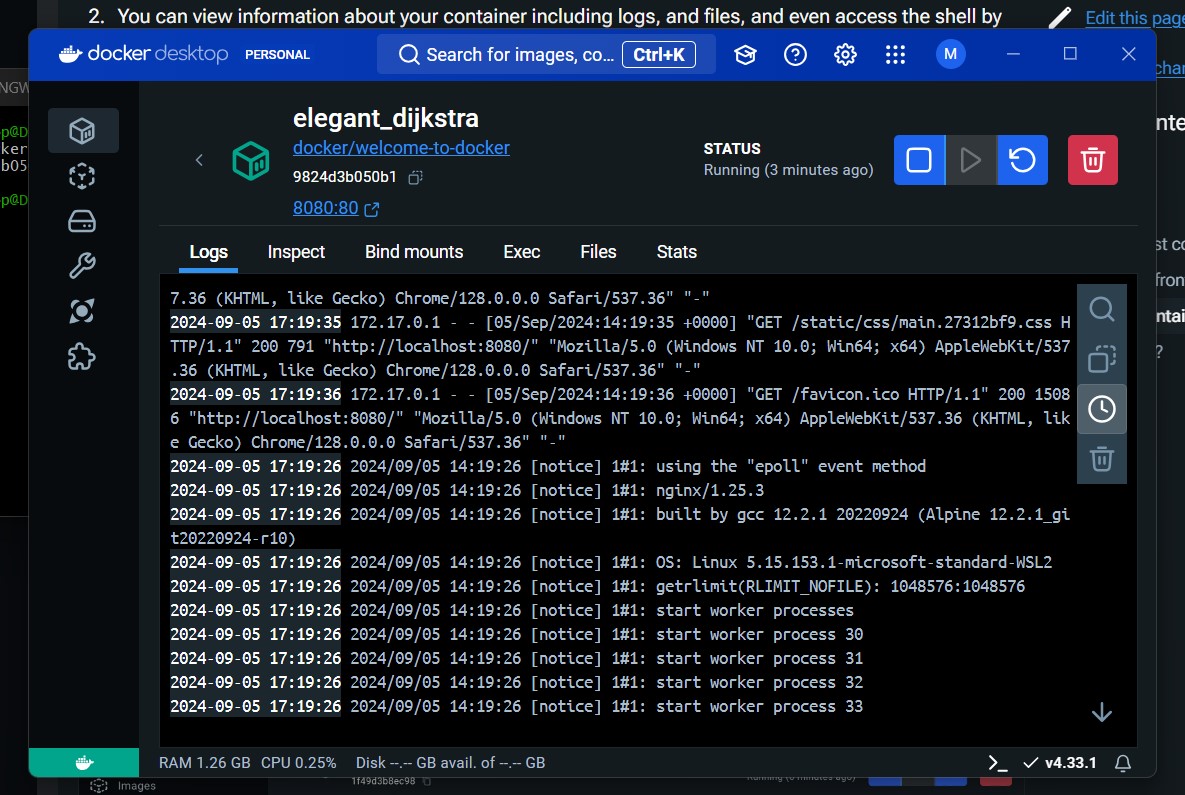 2. You can view information about your container including logs, and files, and even access the shell by
Edit this page
docker desktop PERSONAL
Search for images, co... Ctrl+K
M
elegant_dijkstra
docker/welcome-to-docker
9824d3b050b1
8080:80
STATUS
Running (3 minutes ago)
Logs Inspect Bind mounts Exec Files Stats
7.36 (KHTML, like Gecko) Chrome/128.0.0.0 Safari/537.36" "-"
2024-09-05 17:19:35 172.17.0.1 - - [05/Sep/2024:14:19:35 +0000] "GET /static/css/main.27312bf9.css H
TTP/1.1" 200 791 "http://localhost:8080/" "Mozilla/5.0 (Windows NT 10.0; Win64; x64) AppleWebKit/537
.36 (KHTML, like Gecko) Chrome/128.0.0.0 Safari/537.36" "-"
2024-09-05 17:19:36 172.17.0.1 - - [05/Sep/2024:14:19:36 +0000] "GET /favicon.ico HTTP/1.1" 200 1508
6 "http://localhost:8080/" "Mozilla/5.0 (Windows NT 10.0; Win64; x64) AppleWebKit/537.36 (KHTML, lik
e Gecko) Chrome/128.0.0.0 Safari/537.36" "-"
2024-09-05 17:19:26 2024/09/05 14:19:26 [notice] 1#1: using the "epoll" event method
2024-09-05 17:19:26 2024/09/05 14:19:26 [notice] 1#1: nginx/1.25.3
2024-09-05 17:19:26 2024/09/05 14:19:26 [notice] 1#1: built by gcc 12.2.1 20220924 (Alpine 12.2.1_gi
t20220924-r10)
2024-09-05 17:19:26 2024/09/05 14:19:26 [notice] 1#1: OS: Linux 5.15.153.1-microsoft-standard-WSL2
2024-09-05 17:19:26 2024/09/05 14:19:26 [notice] 1#1: getrlimit(RLIMIT_NOFILE): 1048576:1048576
2024-09-05 17:19:26 2024/09/05 14:19:26 [notice] 1#1: start worker processes
2024-09-05 17:19:26 2024/09/05 14:19:26 [notice] 1#1: start worker process 30
2024-09-05 17:19:26 2024/09/05 14:19:26 [notice] 1#1: start worker process 31
2024-09-05 17:19:26 2024/09/05 14:19:26 [notice] 1#1: start worker process 32
2024-09-05 17:19:26 2024/09/05 14:19:26 [notice] 1#1: start worker process 33
RAM 1.26 GB CPU 0.25% Disk --.-- GB avail. of --.-- GB
v4.33.1
1f49d3b8ec98
Images